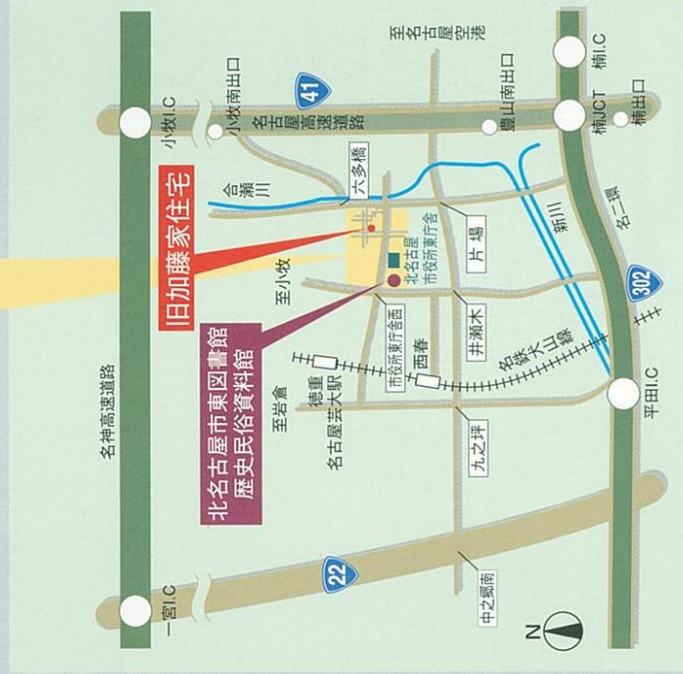 名神高速道路
一宮I.C
小牧I.C
小牧南出口
名古屋高速道路
41
22
302
至名古屋空港
豊山南出口
楠I.C
楠JCT
楠出口
名二環
新川
合瀬川
六多橋
片場
旧加藤家住宅
至小牧
北名古屋
市役所東庁舎
北名古屋市東図書館
歴史民俗資料館
市役所東庁舎西
井瀬木
至岩倉
徳重
名古屋芸大駅
西春
名鉄犬山線
九之坪
中之郷南
平田I.C
N